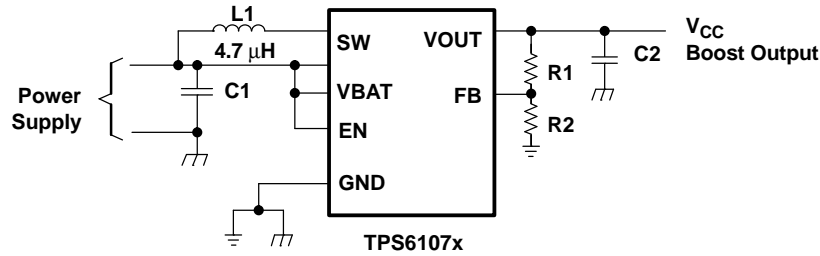 L1
4.7 µH
Power
Supply
C1
SW
VBAT
EN
GND
VOUT
FB
R1
R2
C2
VCC
Boost Output
TPS6107x